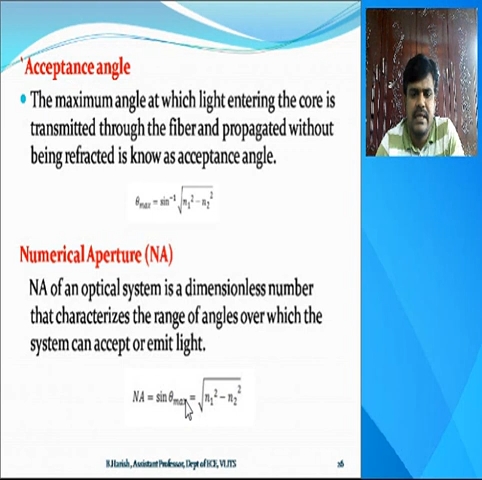 Acceptance angle
The maximum angle at which light entering the core is
transmitted through the fiber and propagated without
being refracted is know as acceptance angle.
θmax = sin⁻¹ √(n₁² − n₂²)
Numerical Aperture (NA)
NA of an optical system is a dimensionless number
that characterizes the range of angles over which the
system can accept or emit light.
NA = sin θmax = √(n₁² − n₂²)
B.Harish , Assistant Professor, Dept of ECE, VLITS
26